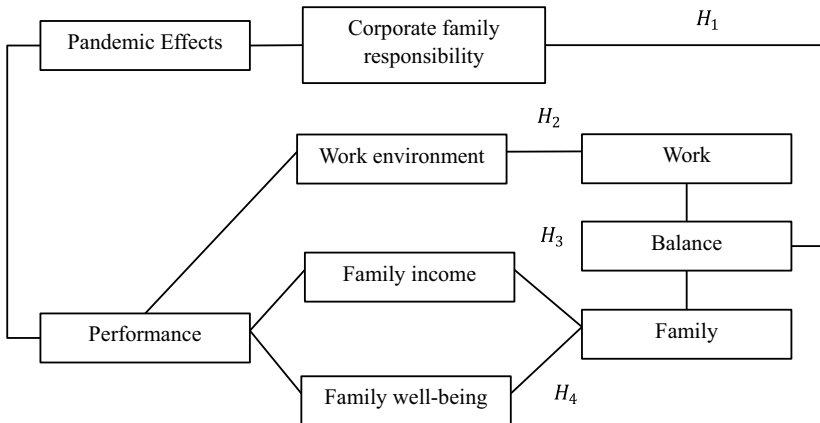 H₁
Pandemic Effects
Corporate family
responsibility
H₂
Work environment
Work
H₃
Balance
Family income
Performance
Family
Family well-being
H₄